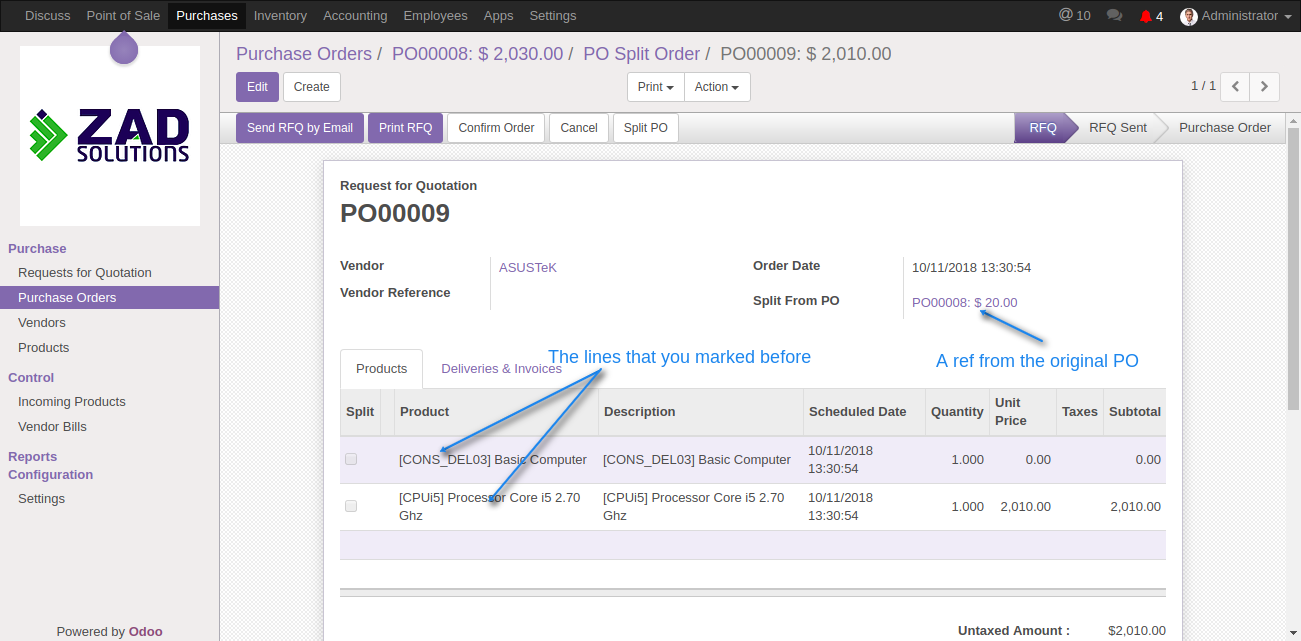 Discuss Point of Sale Purchases Inventory Accounting Employees Apps Settings @ 10 4 Administrator
ZAD
SOLUTIONS
Purchase
Requests for Quotation
Purchase Orders
Vendors
Products
Control
Incoming Products
Vendor Bills
Reports
Configuration
Settings
Powered by Odoo
Purchase Orders / PO00008: $ 2,030.00 / PO Split Order / PO00009: $ 2,010.00
Edit Create Print Action 1 / 1
Send RFQ by Email Print RFQ Confirm Order Cancel Split PO RFQ RFQ Sent Purchase Order
Request for Quotation
PO00009
Vendor ASUSTeK Order Date 10/11/2018 13:30:54
Vendor Reference Split From PO PO00008: $ 20.00
The lines that you marked before A ref from the original PO
Products Deliveries & Invoices
Split Product Description Scheduled Date Quantity Unit Price Taxes Subtotal
[CONS_DEL03] Basic Computer [CONS_DEL03] Basic Computer 10/11/2018 13:30:54 1.000 0.00 0.00
[CPUi5] Processor Core i5 2.70 Ghz [CPUi5] Processor Core i5 2.70 Ghz 10/11/2018 13:30:54 1.000 2,010.00 2,010.00
Untaxed Amount : $2,010.00